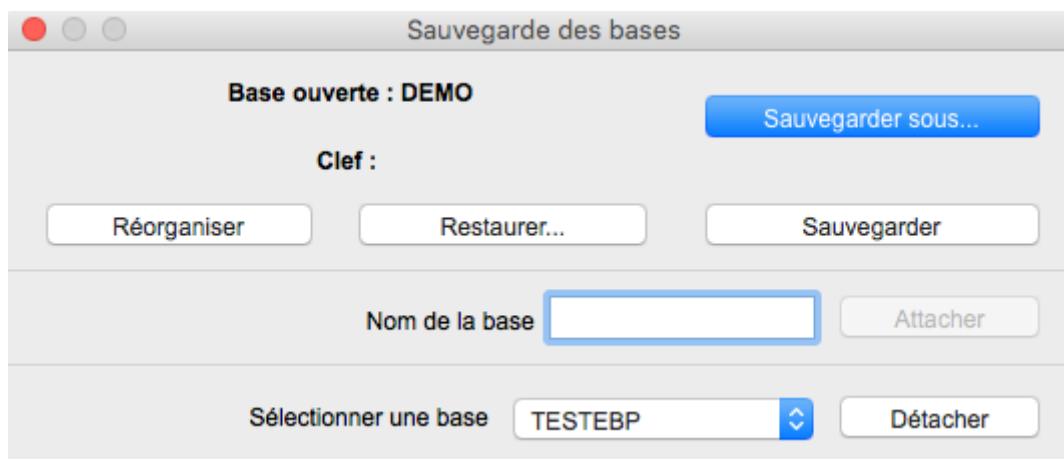 Sauvegarde des bases
Base ouverte : DEMO
Sauvegarder sous...
Clef :
Réorganiser Restaurer... Sauvegarder
Nom de la base Attacher
Sélectionner une base TESTEBP Détacher